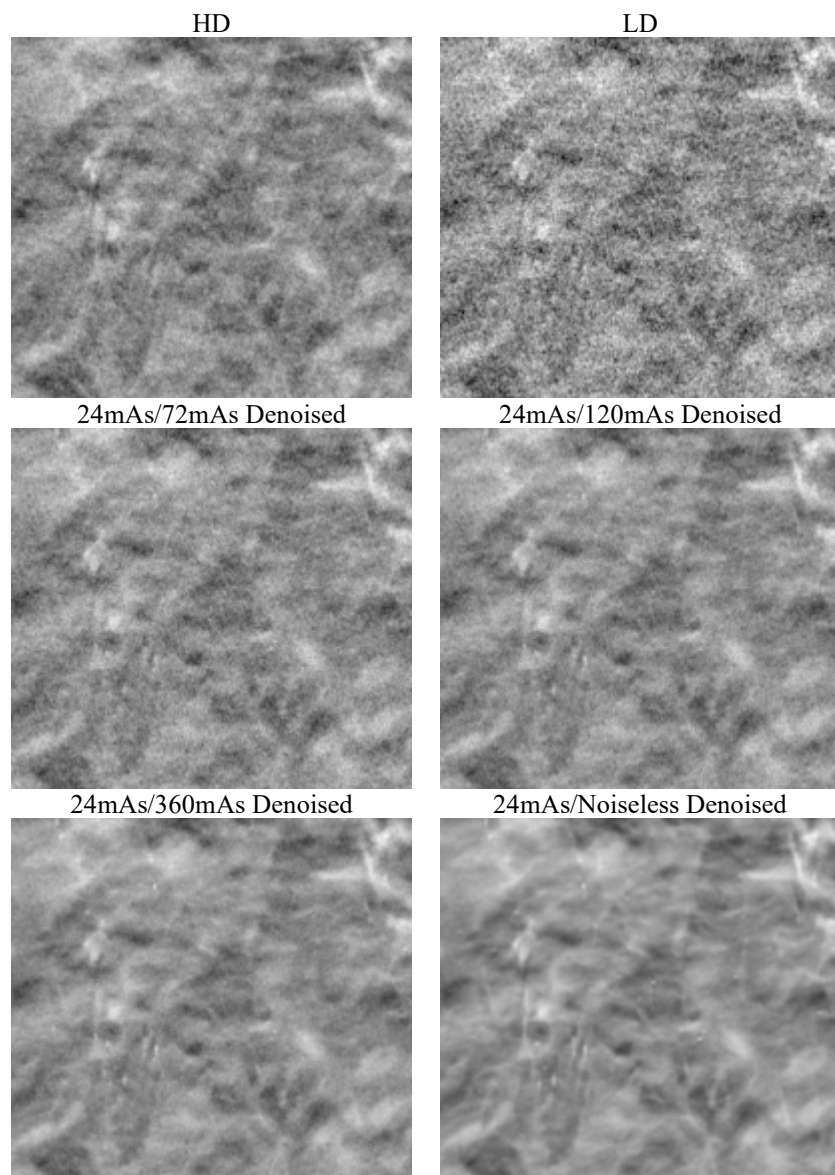 HD
LD
24mAs/72mAs Denoised
24mAs/120mAs Denoised
24mAs/360mAs Denoised
24mAs/Noiseless Denoised